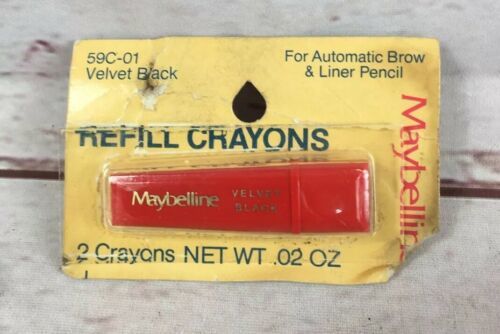 59C-01
Velvet Black
For Automatic Brow
& Liner Pencil
REFILL CRAYONS
Maybelline
VELVET
BLACK
2 Crayons NET WT .02 OZ
Maybelline